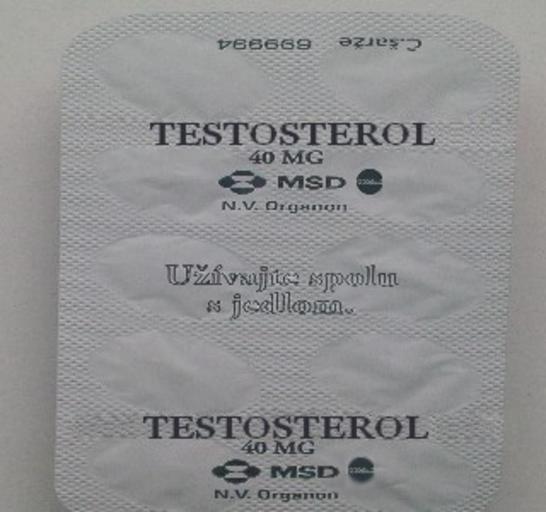 C.šarže 699994
TESTOSTEROL
40 MG
MSD
N.V. Organon
Užívajte spolu
s jedlom.
TESTOSTEROL
40 MG
MSD
N.V. Organon